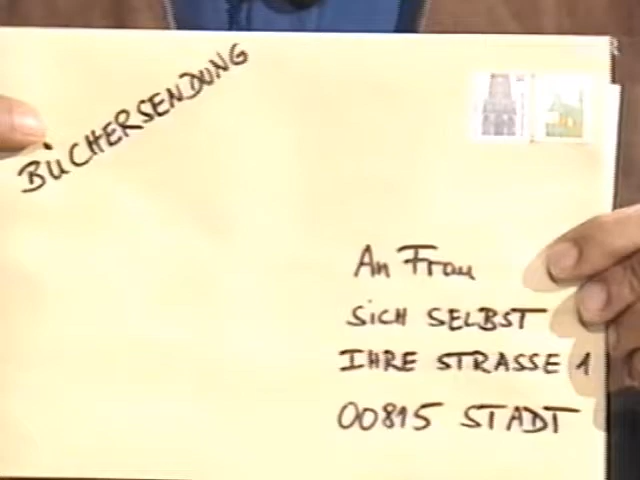 BÜCHERSENDUNG
An Frau
SICH SELBST
IHRE STRASSE 1
00815 STADT